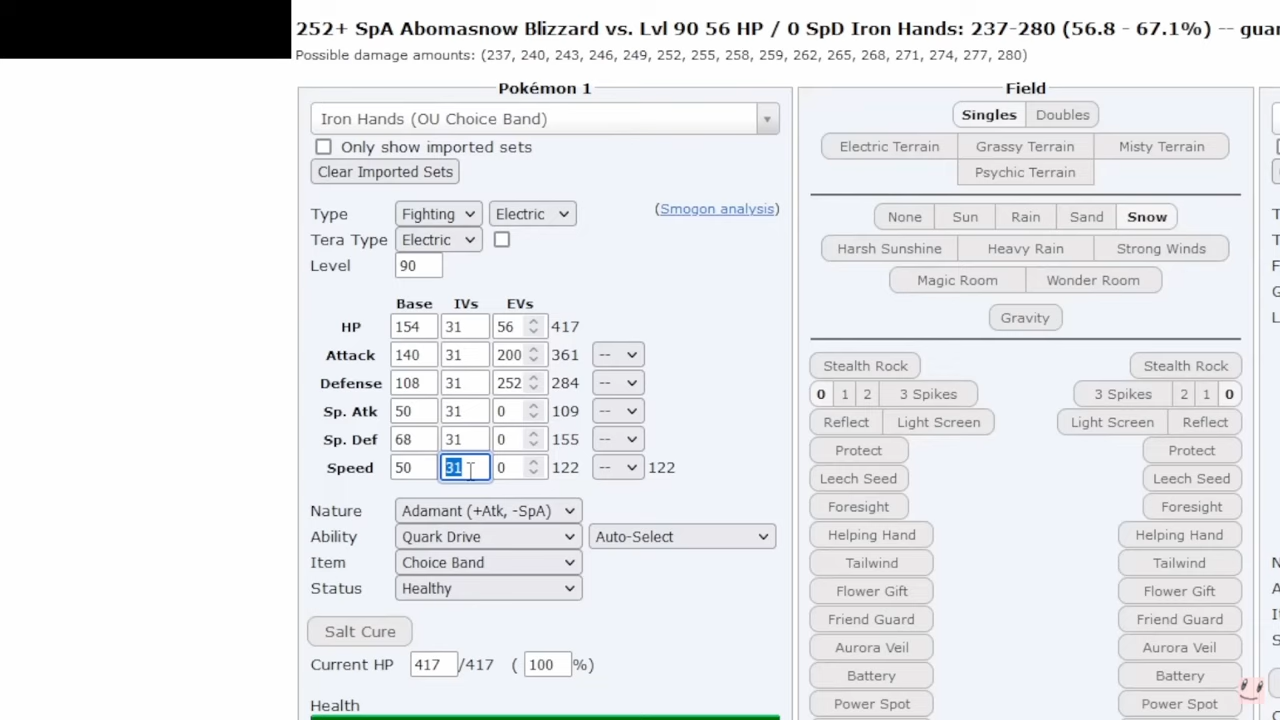 252+ SpA Abomasnow Blizzard vs. Lvl 90 56 HP / 0 SpD Iron Hands: 237-280 (56.8 - 67.1%) --
Possible damage amounts: (237, 240, 243, 246, 249, 252, 255, 258, 259, 262, 265, 268, 271, 274, 277, 280)
Pokémon 1
Iron Hands (OU Choice Band)
Only show imported sets
Clear Imported Sets
Type Fighting Electric (Smogon analysis)
Tera Type Electric
Level 90
Base IVs EVs
HP 154 31 56 417
Attack 140 31 200 361 --
Defense 108 31 252 284 --
Sp. Atk 50 31 0 109 --
Sp. Def 68 31 0 155 --
Speed 50 31 0 122 -- 122
Nature Adamant (+Atk, -SpA)
Ability Quark Drive Auto-Select
Item Choice Band
Status Healthy
Salt Cure
Current HP 417 /417 ( 100 %)
Health
Field
Singles Doubles
Electric Terrain Grassy Terrain Misty Terrain
Psychic Terrain
None Sun Rain Sand Snow
Harsh Sunshine Heavy Rain Strong Winds
Magic Room Wonder Room
Gravity
Stealth Rock Stealth Rock
0 1 2 3 Spikes 3 Spikes 2 1 0
Reflect Light Screen Light Screen Reflect
Protect Protect
Leech Seed Leech Seed
Foresight Foresight
Helping Hand Helping Hand
Tailwind Tailwind
Flower Gift Flower Gift
Friend Guard Friend Guard
Aurora Veil Aurora Veil
Battery Battery
Power Spot Power Spot